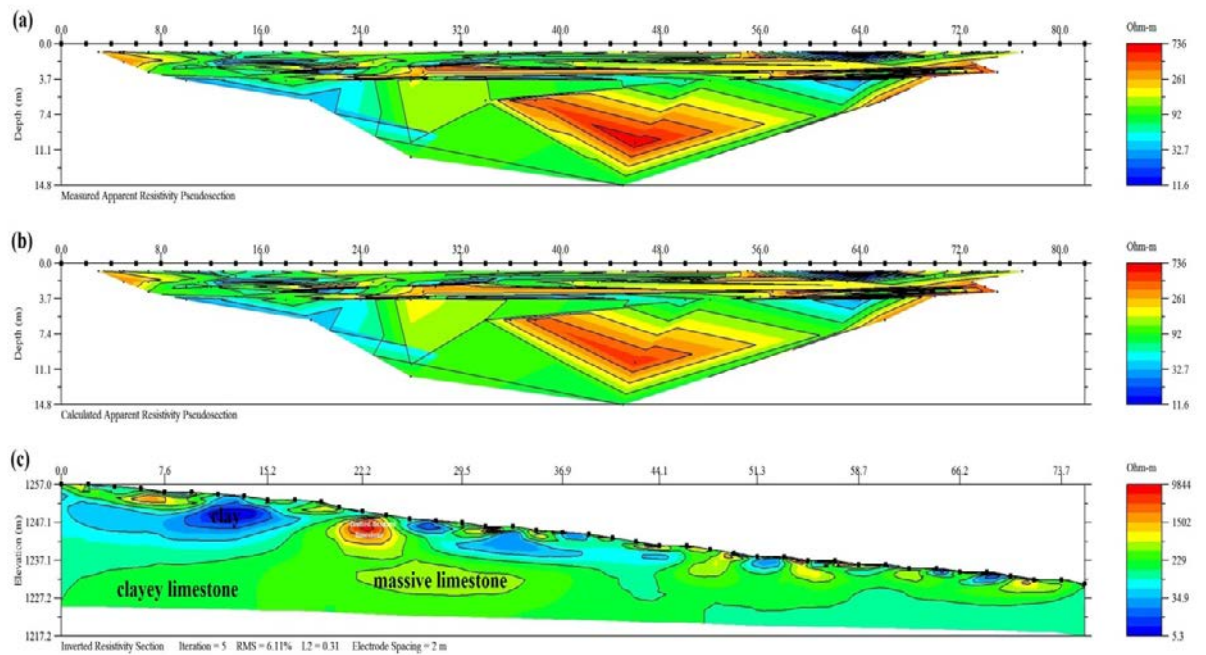 (a)
0,0 8,0 16,0 24,0 32,0 40,0 48,0 56,0 64,0 72,0 80,0
Ohm-m
Depth (m)
0.0
3.7
7.4
11.1
14.8
736
261
92
32.7
11.6
Measured Apparent Resistivity Pseudosection
(b)
0,0 8,0 16,0 24,0 32,0 40,0 48,0 56,0 64,0 72,0 80,0
Ohm-m
Depth (m)
0.0
3.7
7.4
11.1
14.8
736
261
92
32.7
11.6
Calculated Apparent Resistivity Pseudosection
(c)
0,0 7,6 15,2 22,2 29,5 36,9 44,1 51,3 58,7 66,2 73,7
Ohm-m
Elevation (m)
1257.0
1247.1
1237.1
1227.2
1217.2
clay
clayey limestone
massive limestone
9844
1502
229
34.9
5.3
Inverted Resistivity Section Iteration = 5 RMS = 6.11% L2 = 0.31 Electrode Spacing = 2 m